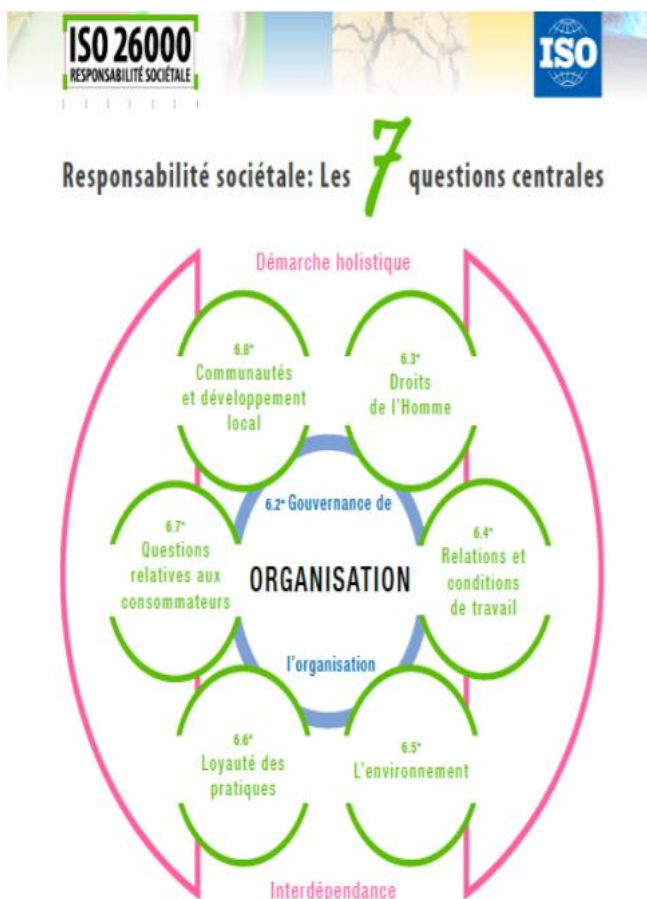 ISO 26000
RESPONSABILITÉ SOCIÉTALE
ISO
Responsabilité sociétale: Les 7 questions centrales
Démarche holistique
6.8*
Communautés
et développement
local
6.3*
Droits
de l'Homme
6.2* Gouvernance de
6.7*
Questions
relatives aux
consommateurs
ORGANISATION
6.4*
Relations et
conditions
de travail
l'organisation
6.6*
Loyauté des
pratiques
6.5*
L'environnement
Interdépendance